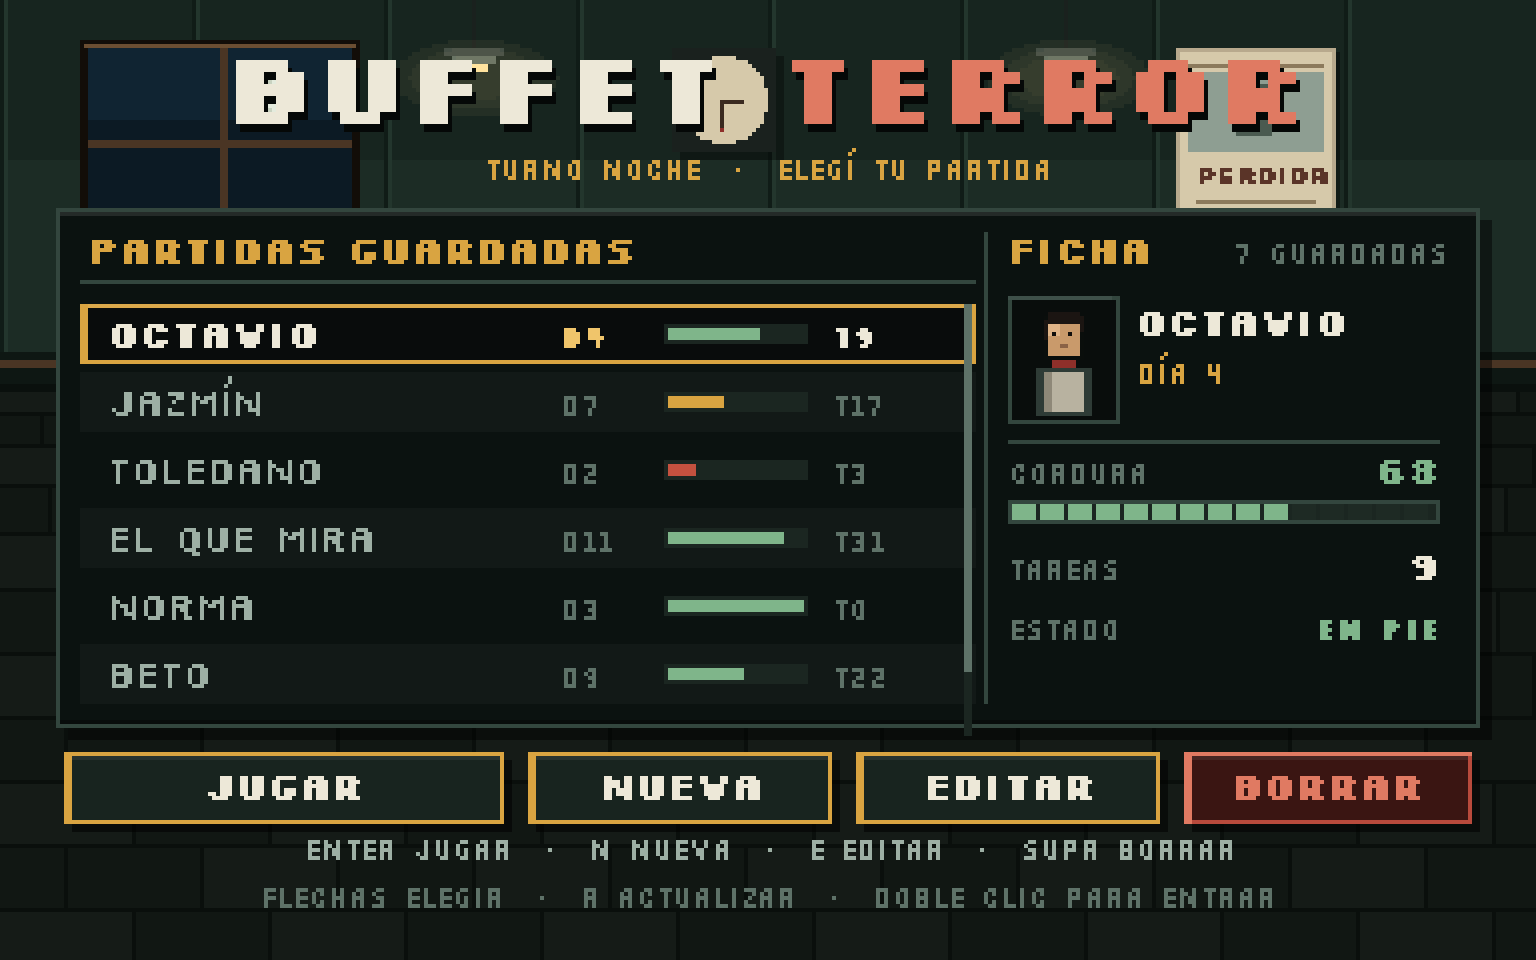 BUFFET TERROR
TURNO NOCHE · ELEGÍ TU PARTIDA
PERDIDA
PARTIDAS GUARDADAS
FICHA 7 GUARDADAS
OCTAVIO D4 T9
OCTAVIO
DÍA 4
JAZMÍN D7 T17
TOLEDANO D2 T3
CORDURA 68
EL QUE MIRA D11 T31
TAREAS 9
NORMA D3 T0
ESTADO EN PIE
BETO D9 T22
JUGAR NUEVA EDITAR BORRAR
ENTER JUGAR · N NUEVA · E EDITAR · SUPR BORRAR
FLECHAS ELEGIR · R ACTUALIZAR · DOBLE CLIC PARA ENTRAR